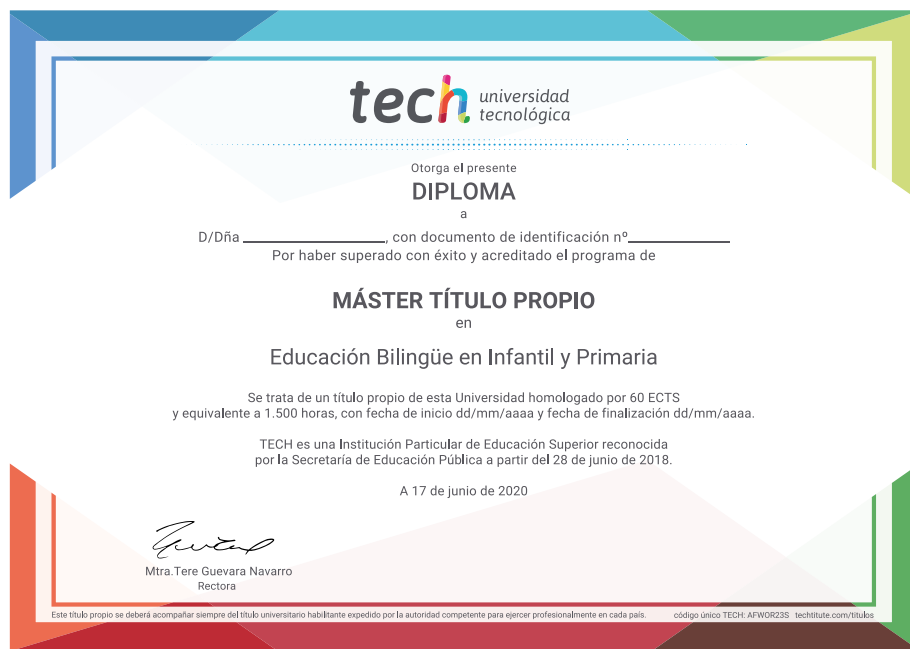 tech universidad
tecnológica
Otorga el presente
DIPLOMA
a
D/Dña ______________, con documento de identificación nº__________
Por haber superado con éxito y acreditado el programa de
MÁSTER TÍTULO PROPIO
en
Educación Bilingüe en Infantil y Primaria
Se trata de un título propio de esta Universidad homologado por 60 ECTS
y equivalente a 1.500 horas, con fecha de inicio dd/mm/aaaa y fecha de finalización dd/mm/aaaa.
TECH es una Institución Particular de Educación Superior reconocida
por la Secretaría de Educación Pública a partir del 28 de junio de 2018.
A 17 de junio de 2020
Mtra.Tere Guevara Navarro
Rectora
Este título propio se deberá acompañar siempre del título universitario habilitante expedido por la autoridad competente para ejercer profesionalmente en cada país. código único TECH: AFWOR23S techtitute.com/titulos